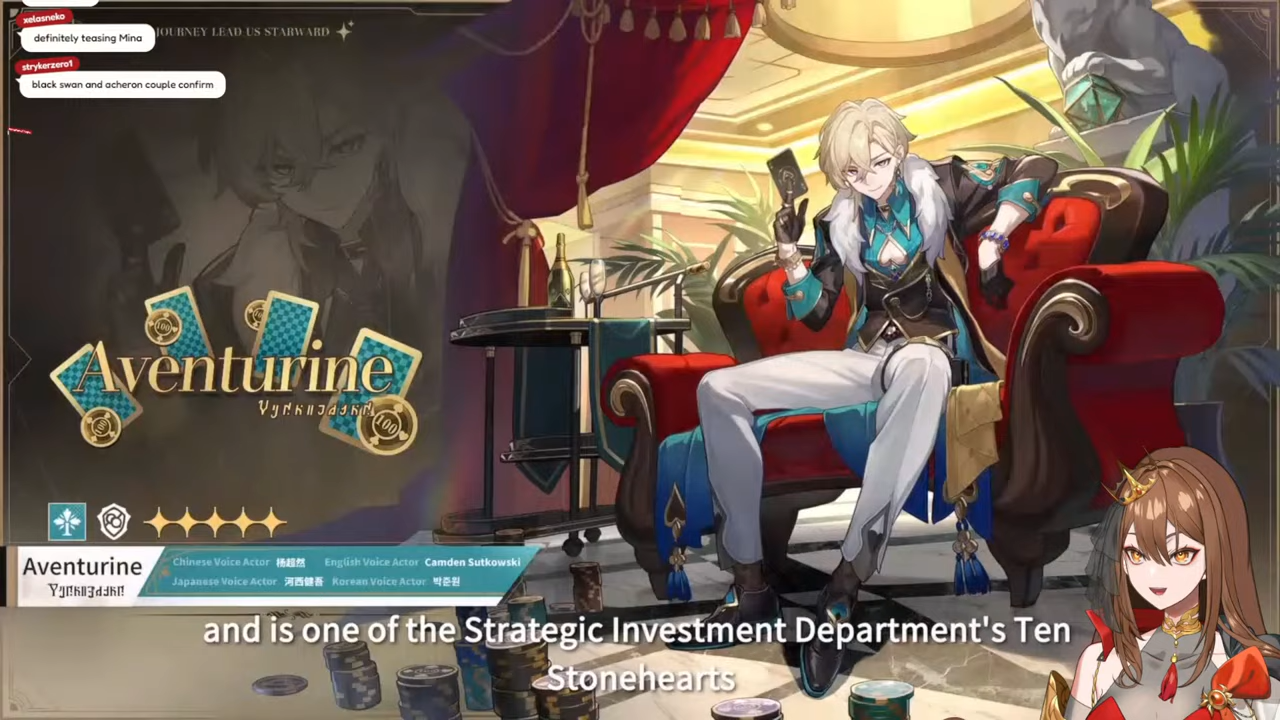 xelasneko
definitely teasing Mina
JOURNEY LEAD US STARWARD
strykerzero1
black swan and acheron couple confirm
Aventurine
100
100
Aventurine
Chinese Voice Actor 杨超然 English Voice Actor Camden Sutkowski
Japanese Voice Actor 河西健吾 Korean Voice Actor 박준원
and is one of the Strategic Investment Department's Ten
Stonehearts